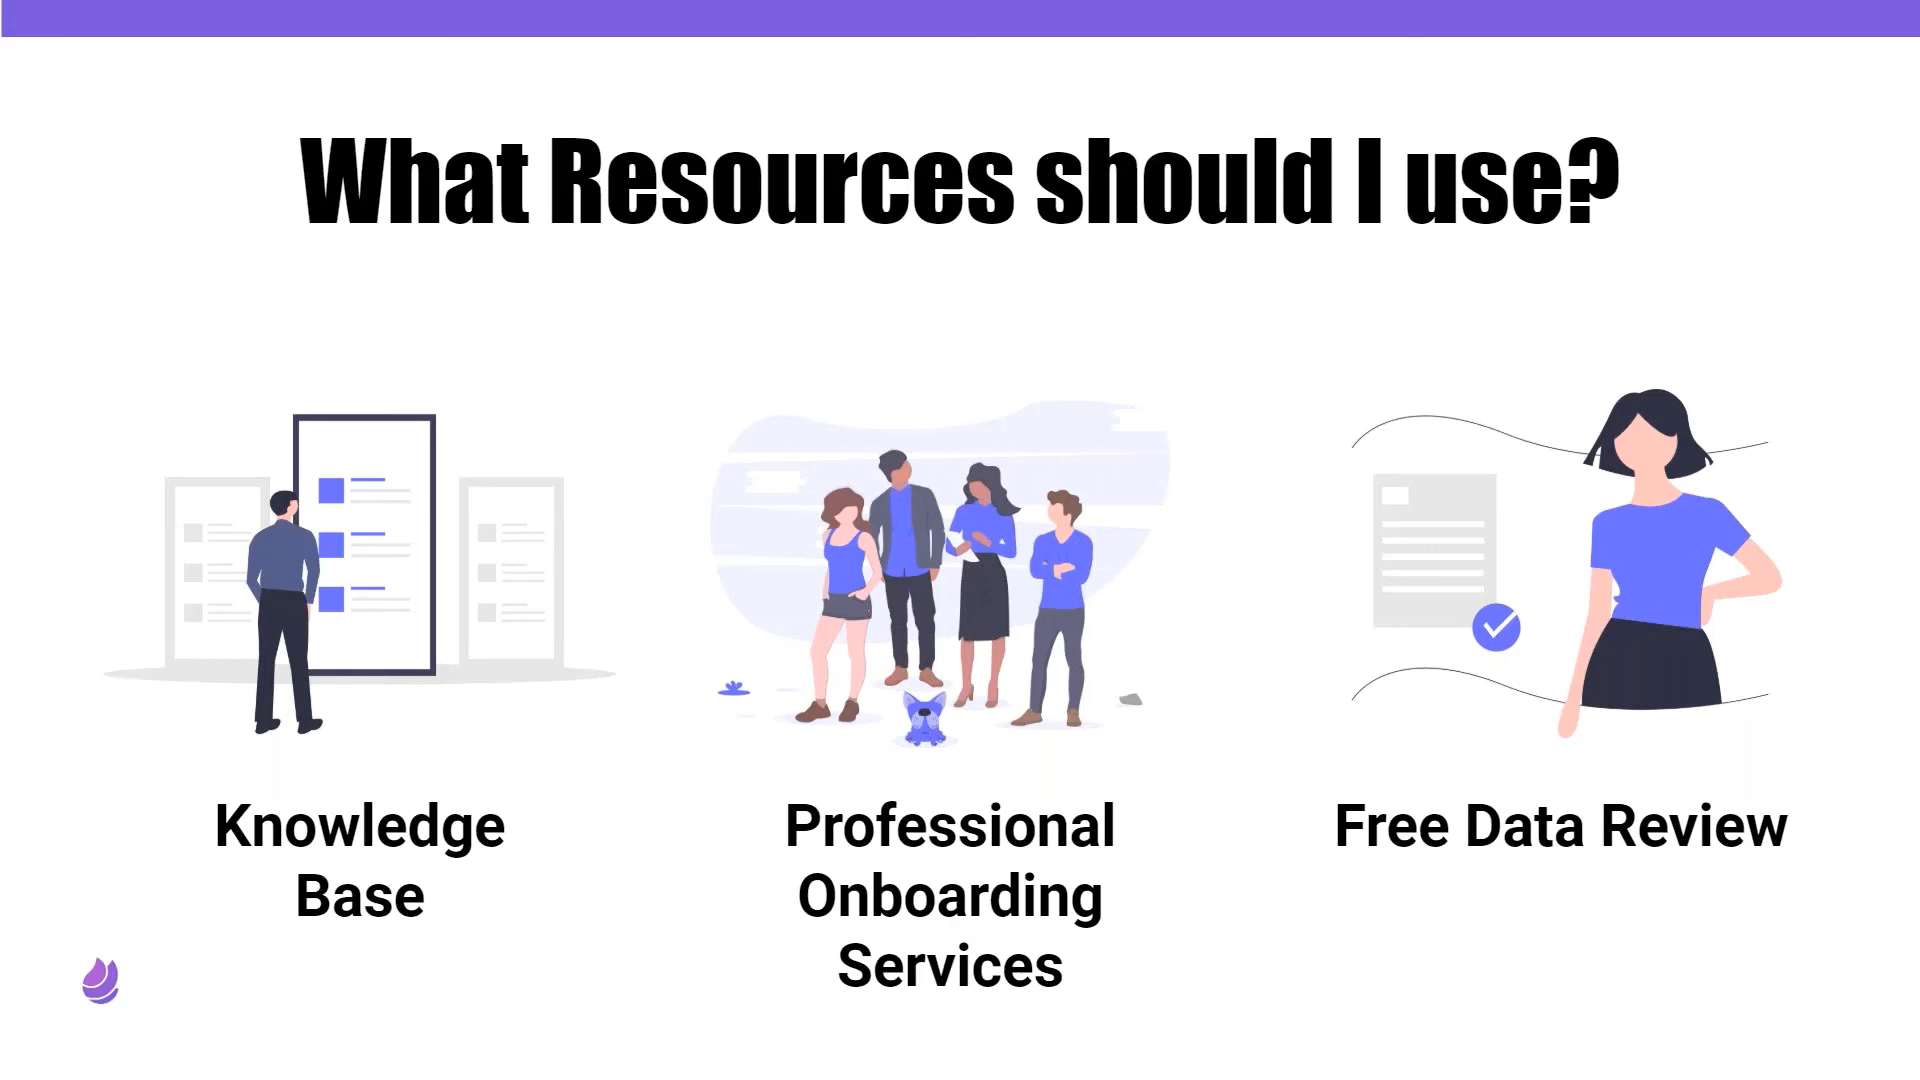 What Resources should I use?
Knowledge
Base
Professional
Onboarding
Services
Free Data Review